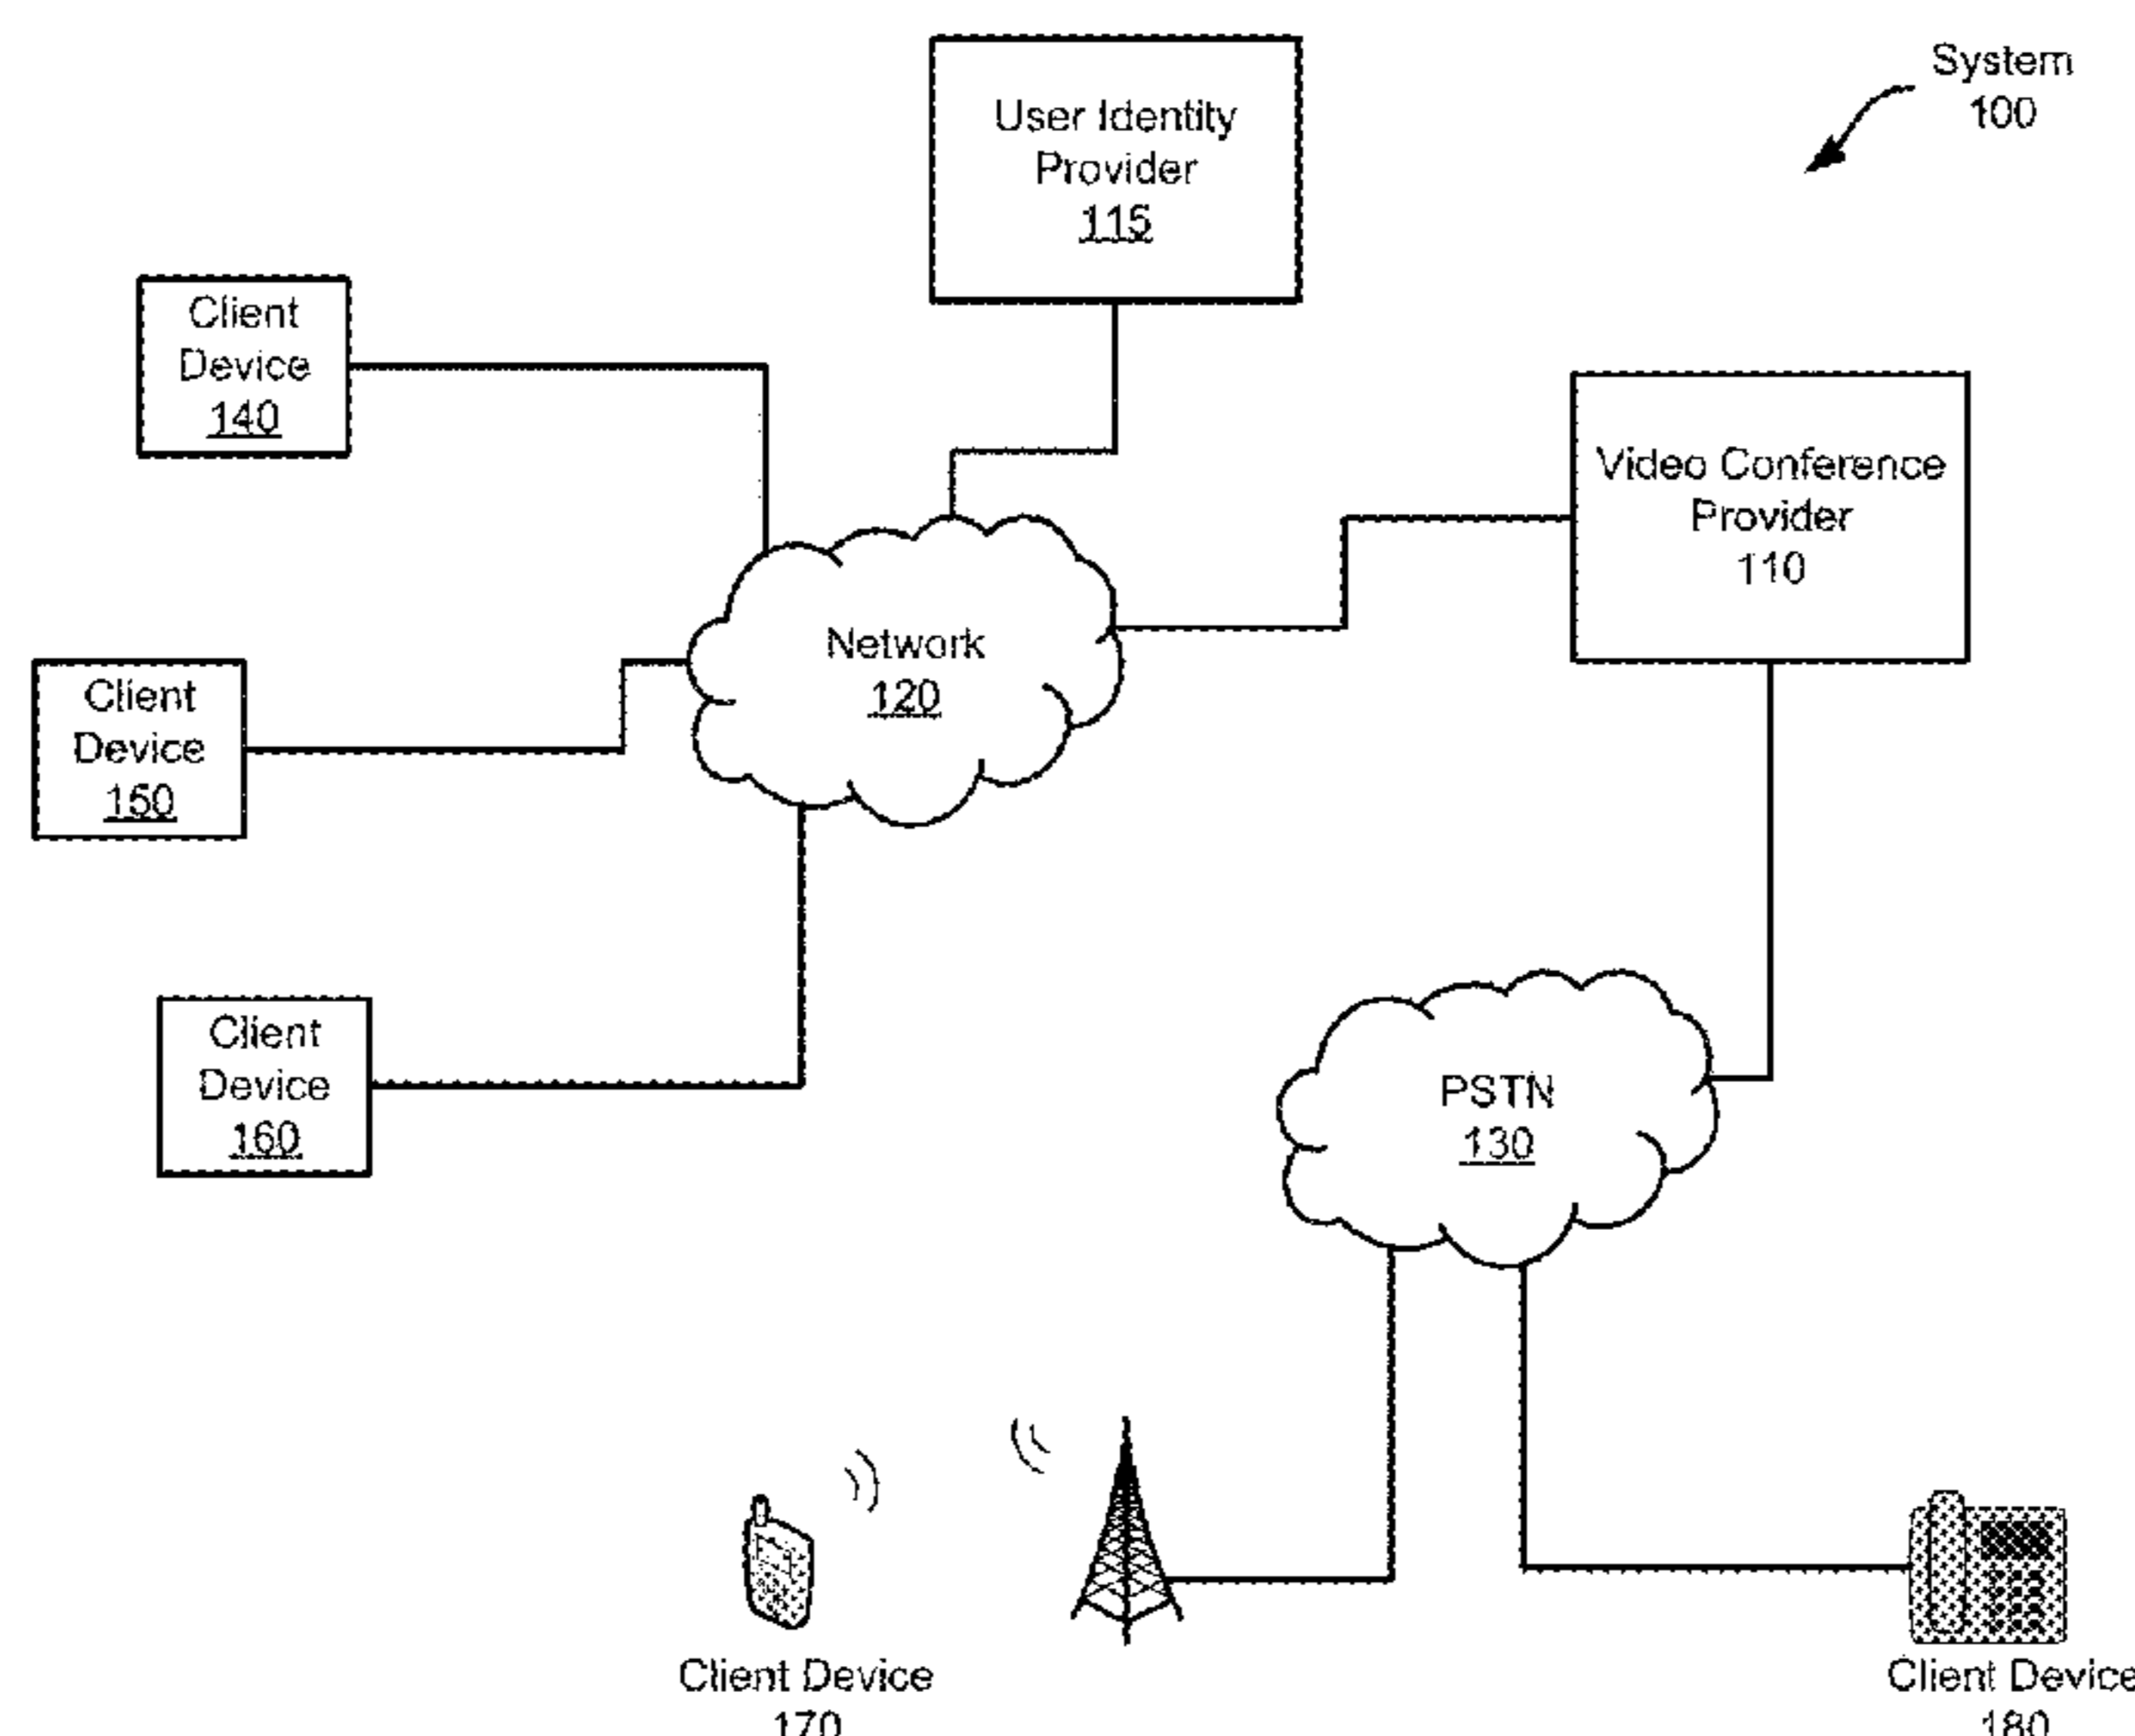 System
100
User Identity
Provider
115
Client
Device
140
Video Conference
Provider
110
Network
120
Client
Device
150
Client
Device
160
PSTN
130
Client Device
170
Client Device
180